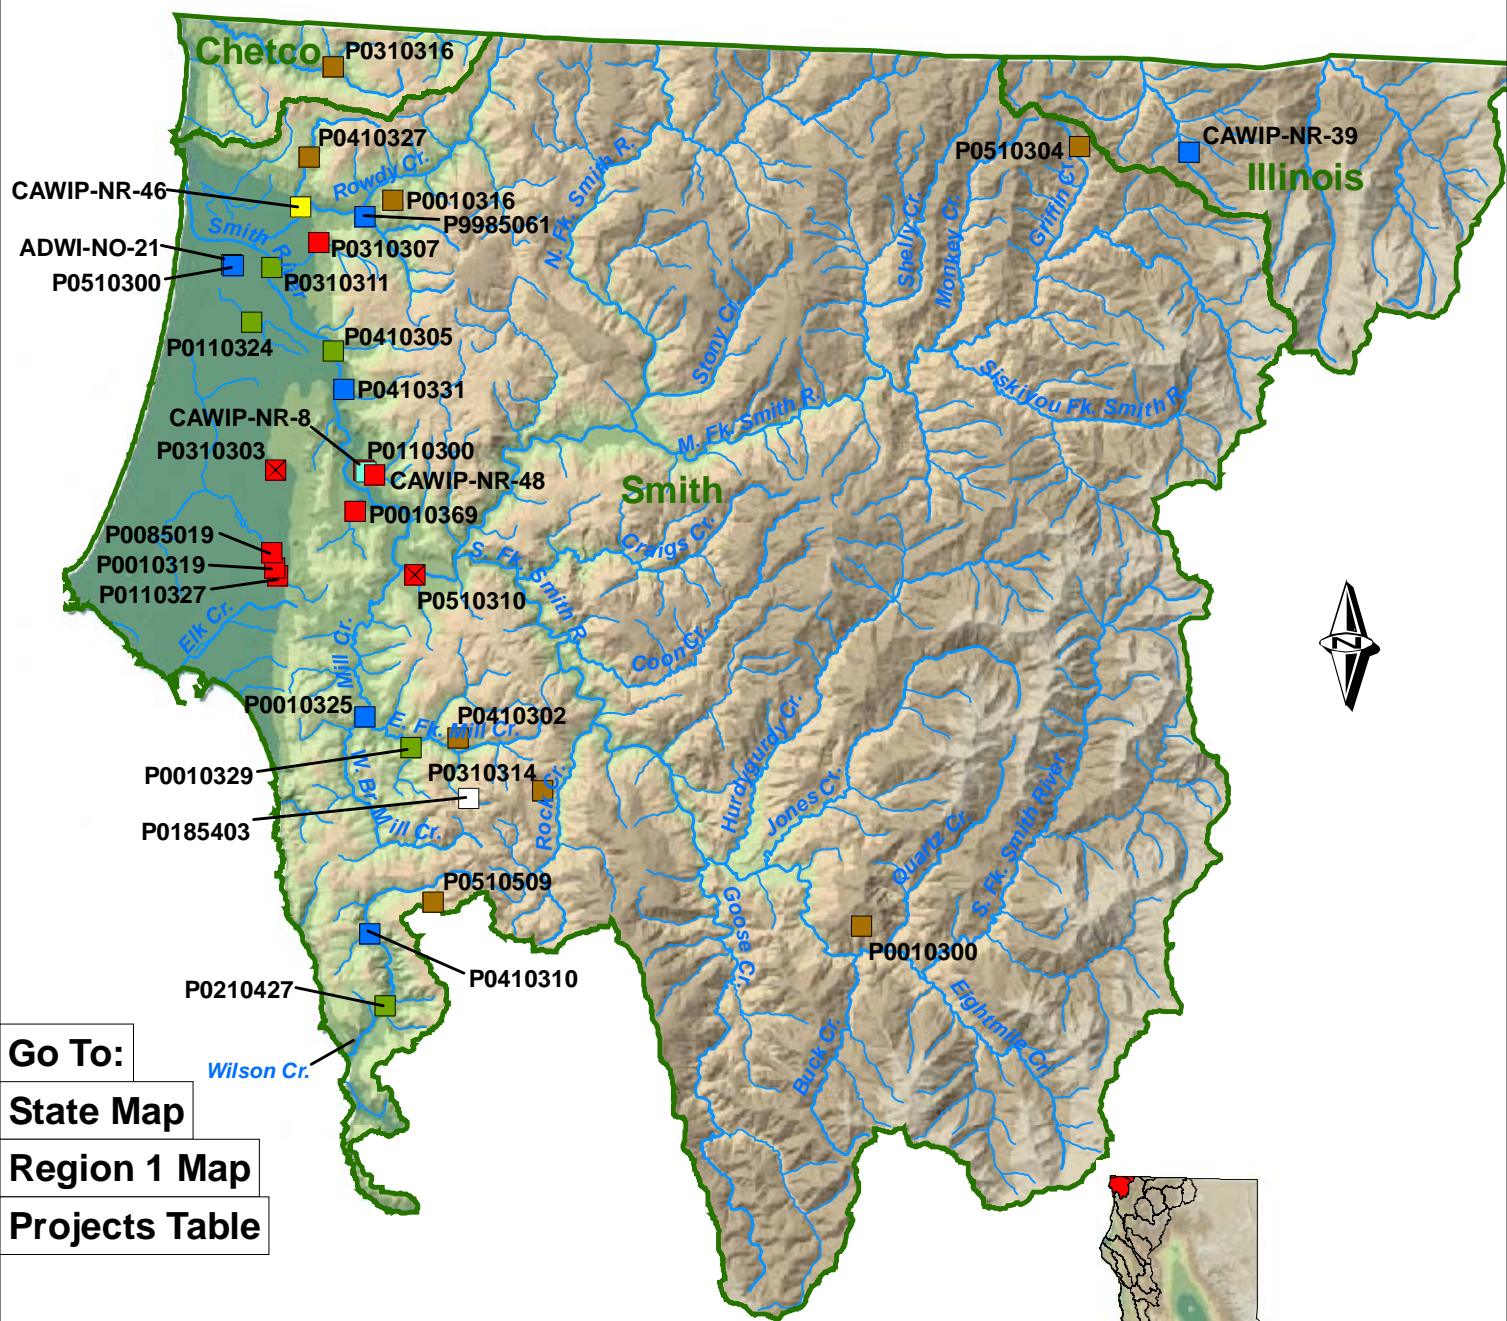 Chetco
P0310316
P0410327
CAWIP-NR-39
P0510304
Illinois
Rowdy Cr.
N. Fk. Smith R.
CAWIP-NR-46
P0010316
P9985061
Shelly Cr.
Monkey Cr.
Griffin C
Smith River
ADWI-NO-21
P0310307
P0510300
P0310311
P0110324
P0410305
Stony Cr.
P0410331
Siskiyou Fk. Smith R.
CAWIP-NR-8
M. Fk. Smith R.
P0310303
P0110300
CAWIP-NR-48
Smith
P0010369
P0085019
Craigs Cr.
S. Fk. Smith R.
P0010319
P0110327
P0510310
N
Elk Cr.
Mill Cr.
Coon Cr.
P0010325
E. Fk. Mill Cr.
P0410302
Hurdygurdy Cr.
P0010329
P0310314
W. Br. Mill Cr.
Rock Cr.
Jones Cr.
Quartz Cr.
S. Fk. Smith River
P0185403
P0510509
Goose Cr.
P0010300
P0410310
P0210427
Eightmile Cr.
Buck Cr.
Wilson Cr.
Go To:
State Map
Region 1 Map
Projects Table